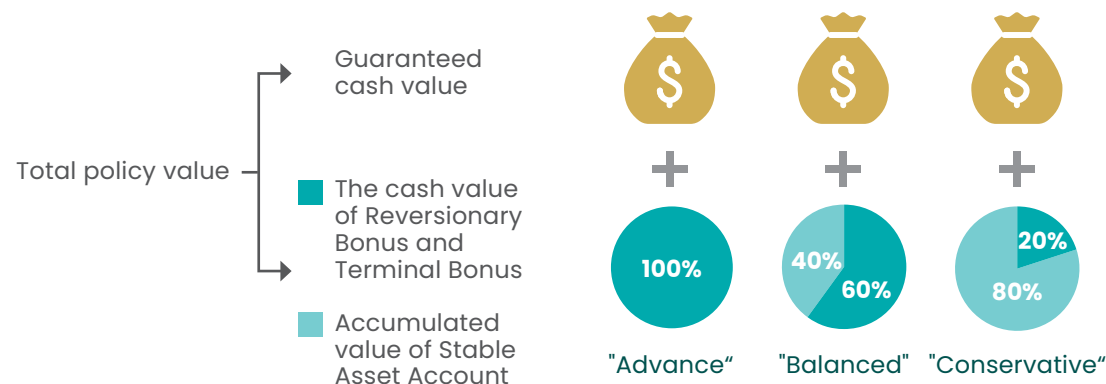 Guaranteed
cash value
Total policy value
The cash value
of Reversionary
Bonus and
Terminal Bonus
Accumulated
value of Stable
Asset Account
$
$
$
100%
40%
60%
20%
80%
"Advance“
"Balanced"
"Conservative“